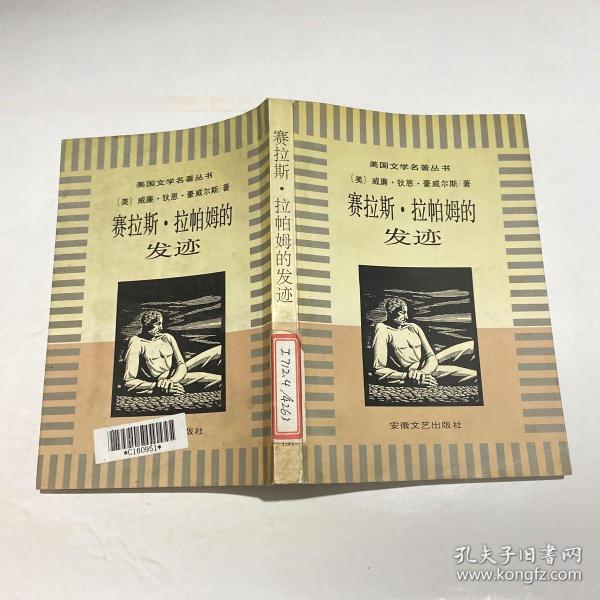 美国文学名著丛书
〔美〕威廉·狄恩·豪威尔斯/著
赛拉斯·拉帕姆的
发迹
版社
*C160951*
赛拉斯·拉帕姆的发迹
I712.4/4263
美国文学名著丛书
〔美〕威廉·狄恩·豪威尔斯/著
赛拉斯·拉帕姆的
发迹
安徽文艺出版社
孔夫子旧书网
www.kongfz.com